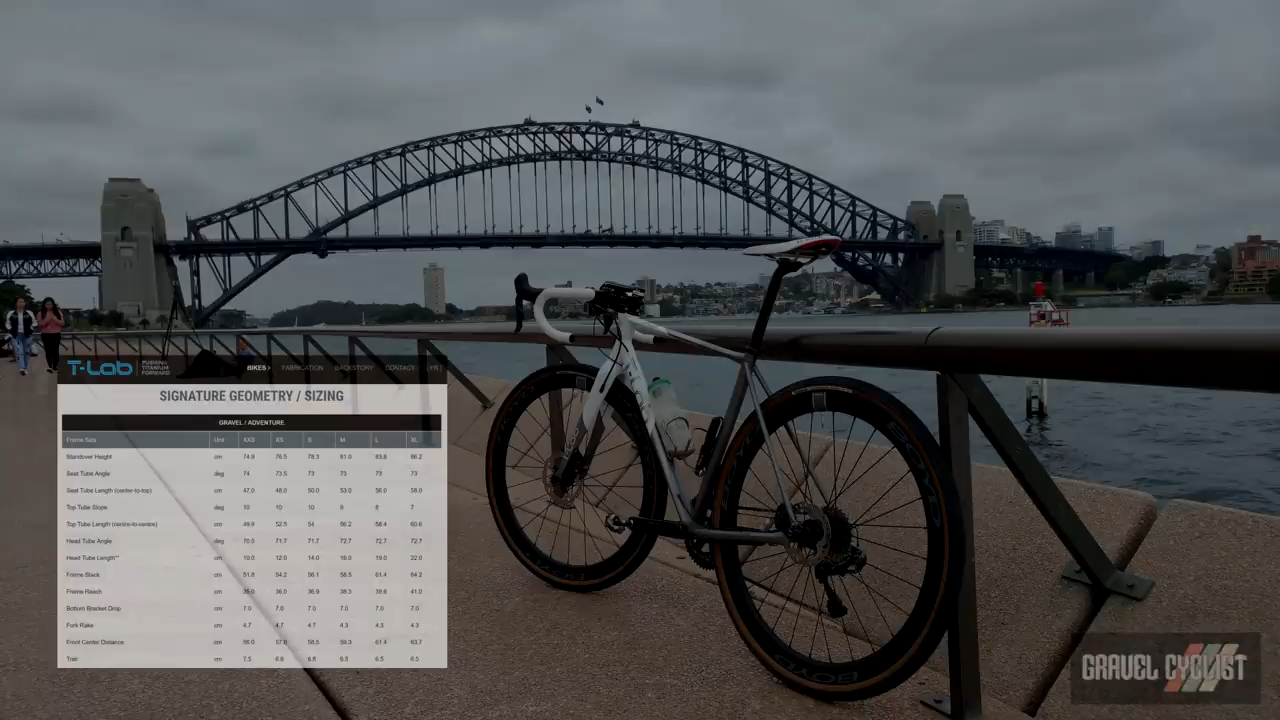 T-Lab PUSHING TITANIUM FORWARD BIKES FABRICATION BACKSTORY CONTACT FR
SIGNATURE GEOMETRY / SIZING
GRAVEL / ADVENTURE
Frame Size Unit XXS XS S M L XL
Standover Height cm 74.9 76.5 78.3 81.0 83.8 86.2
Seat Tube Angle deg 74 73.5 73 73 73 73
Seat Tube Length (center-to-top) cm 47.0 48.0 50.0 53.0 56.0 58.0
Top Tube Slope deg 10 10 10 9 8 7
Top Tube Length (centre-to-centre) cm 49.9 52.5 54 56.2 58.4 60.6
Head Tube Angle deg 70.5 71.7 71.7 72.7 72.7 72.7
Head Tube Length** cm 10.0 12.0 14.0 16.0 19.0 22.0
Frame Stack cm 51.8 54.2 56.1 58.5 61.4 64.2
Frame Reach cm 35.0 36.0 36.9 38.3 39.6 41.0
Bottom Bracket Drop cm 7.0 7.0 7.0 7.0 7.0 7.0
Fork Rake cm 4.7 4.7 4.7 4.3 4.3 4.3
Front Center Distance cm 56.0 57.0 58.5 59.3 61.4 63.7
Trail cm 7.5 6.8 6.8 6.5 6.5 6.5
BOYD
BOYD
GRAVEL CYCLIST